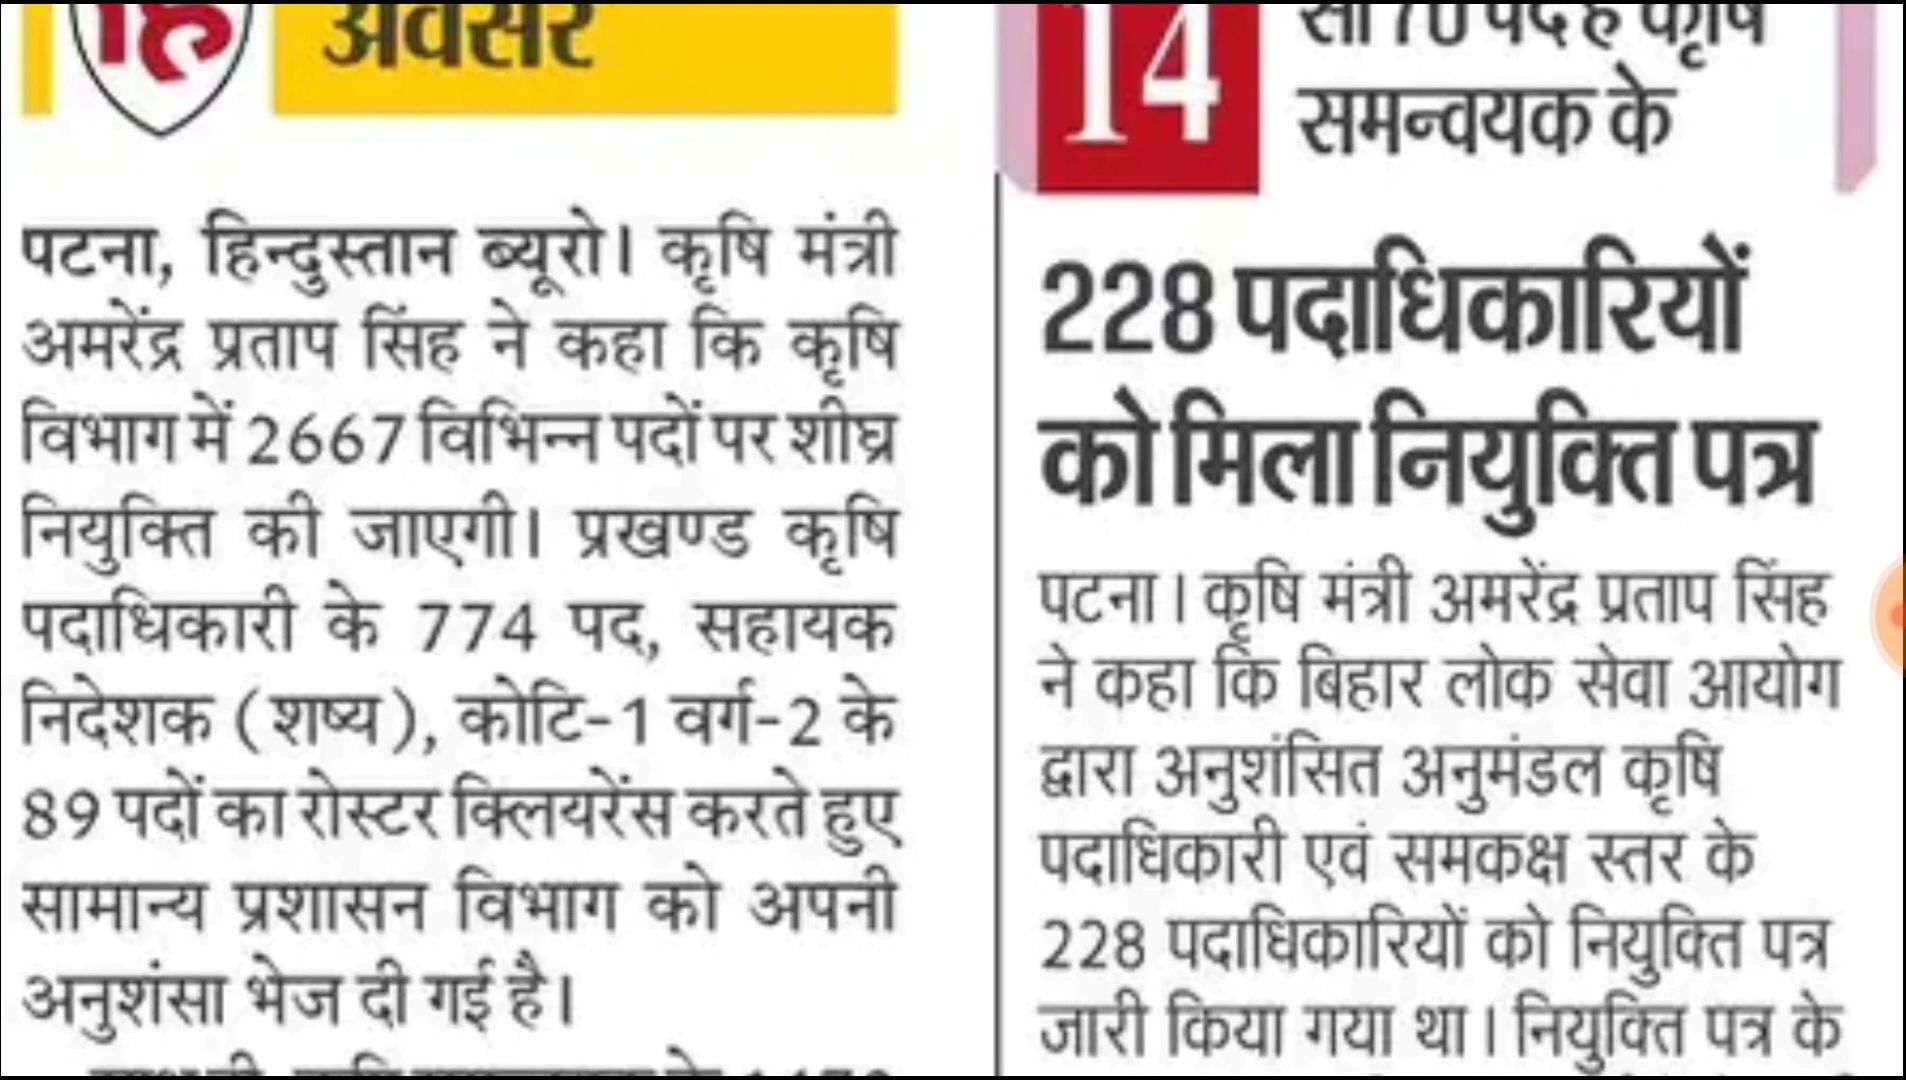 हि
अवसर
पटना, हिन्दुस्तान ब्यूरो। कृषि मंत्री
अमरेंद्र प्रताप सिंह ने कहा कि कृषि
विभाग में 2667 विभिन्न पदों पर शीघ्र
नियुक्ति की जाएगी। प्रखण्ड कृषि
पदाधिकारी के 774 पद, सहायक
निदेशक (शष्य), कोटि-1 वर्ग-2 के
89 पदों का रोस्टर क्लियरेंस करते हुए
सामान्य प्रशासन विभाग को अपनी
अनुशंसा भेज दी गई है।
14
सौ 70 पद हैं कृषि
समन्वयक के
228 पदाधिकारियों
को मिला नियुक्ति पत्र
पटना। कृषि मंत्री अमरेंद्र प्रताप सिंह
ने कहा कि बिहार लोक सेवा आयोग
द्वारा अनुशंसित अनुमंडल कृषि
पदाधिकारी एवं समकक्ष स्तर के
228 पदाधिकारियों को नियुक्ति पत्र
जारी किया गया था। नियुक्ति पत्र के